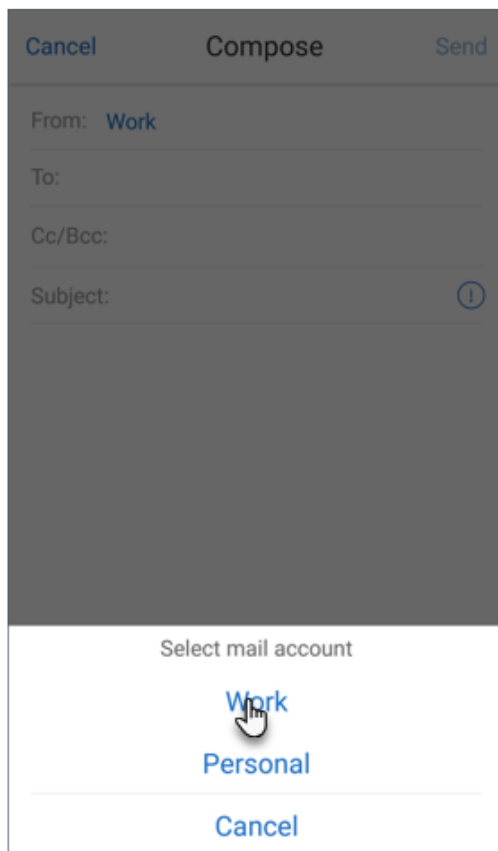 Cancel Compose Send
From: Work
To:
Cc/Bcc:
Subject:
Select mail account
Work
Personal
Cancel